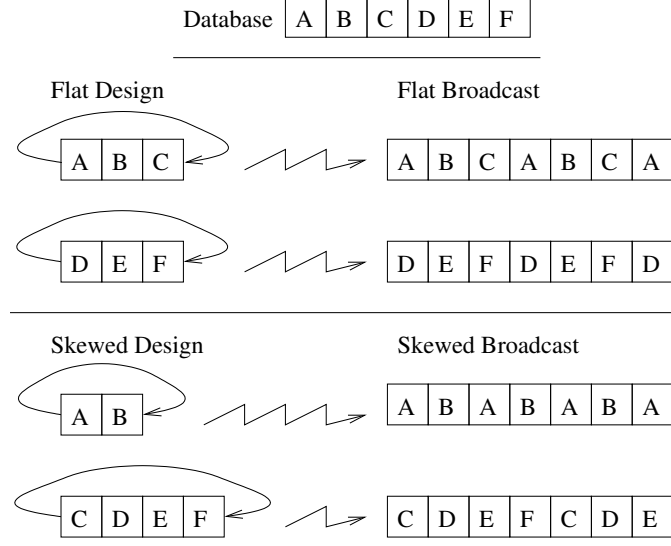 Database A B C D E F
Flat Design Flat Broadcast
A B C A B C A B C A
D E F D E F D E F D
Skewed Design Skewed Broadcast
A B A B A B A B A
C D E F C D E F C D E